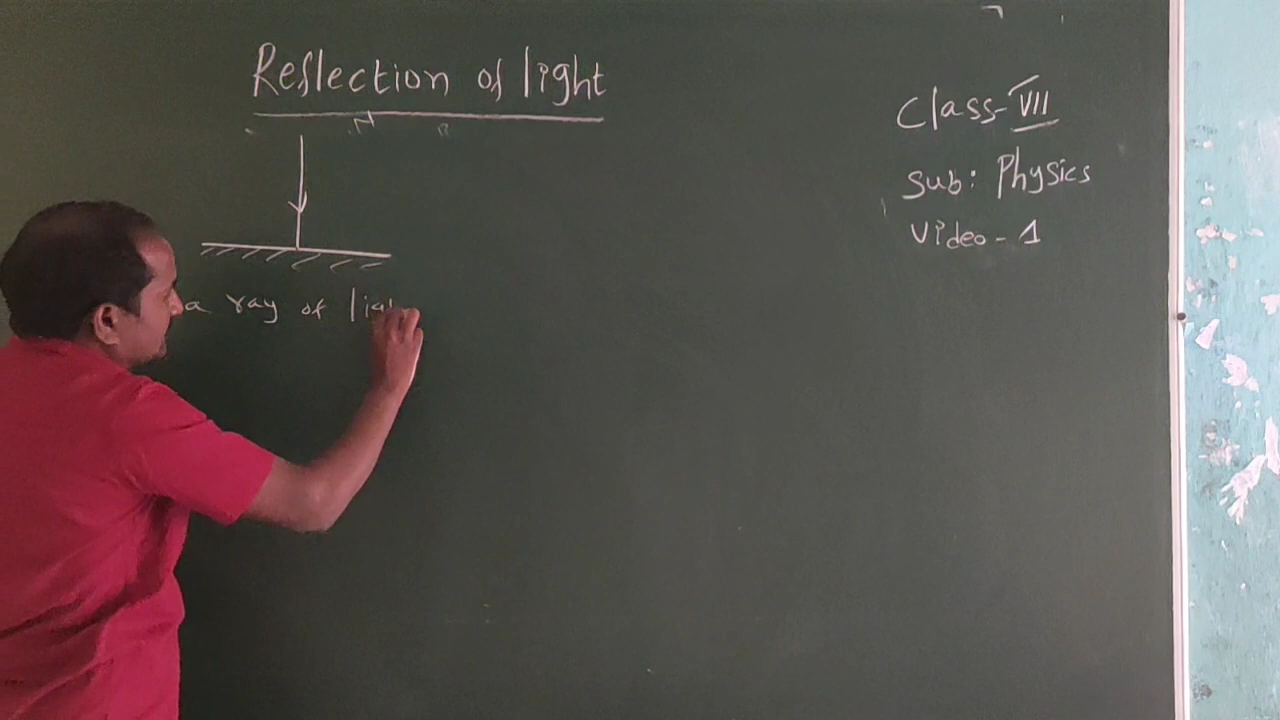 Reflection of light
N
Class-VII
Sub: Physics
Video-1
a ray of